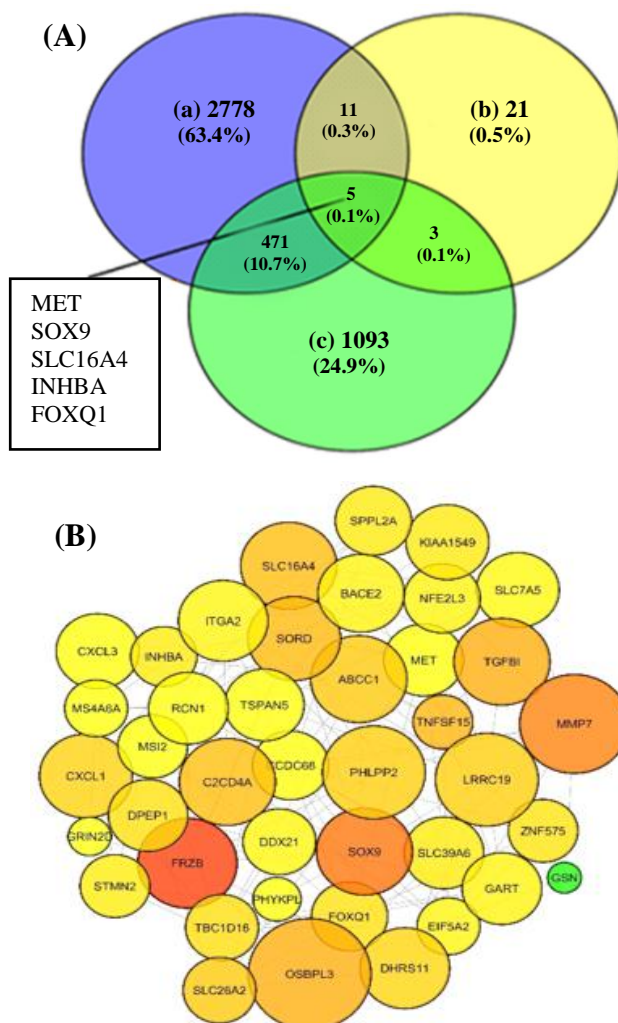 (A)
(a) 2778
(63.4%)
11
(0.3%)
(b) 21
(0.5%)
5
(0.1%)
471
(10.7%)
3
(0.1%)
(c) 1093
(24.9%)
MET
SOX9
SLC16A4
INHBA
FOXQ1
(B)
SPPL2A
KIAA1549
SLC16A4
BACE2
NFE2L3
SLC7A5
ITGA2
SORD
CXCL3
INHBA
MET
TGFBI
ABCC1
MS4A6A
RCN1
TSPAN5
TNFSF15
MMP7
MSI2
CCDC68
CXCL1
C2CD4A
PHLPP2
LRRC19
DPEP1
GRIN2D
ZNF575
DDX21
SOX9
SLC39A6
FRZB
GSN
STMN2
PHYKPL
GART
TBC1D16
FOXQ1
EIF5A2
OSBPL3
DHRS11
SLC26A2